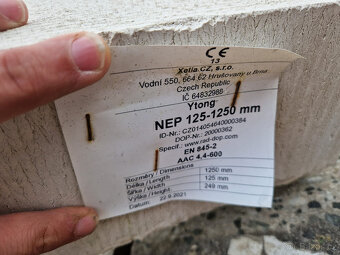 CE
13
Xella CZ, s.r.o.
Vodní 550, 664 62 Hrušovany u Brna
Czech Republic
IČ 64832988
Ytong
NEP 125-1250 mm
ID-Nr.: CZ014054640000384
DOP-Nr.: 20000362
Specif.: www.rad-dop.com
EN 845-2
AAC 4,4-600
Rozměry / Dimensions
Délka / Length 1250 mm
Šířka / Width 125 mm
Výška / Height: 249 mm
Datum: 22.9.2021